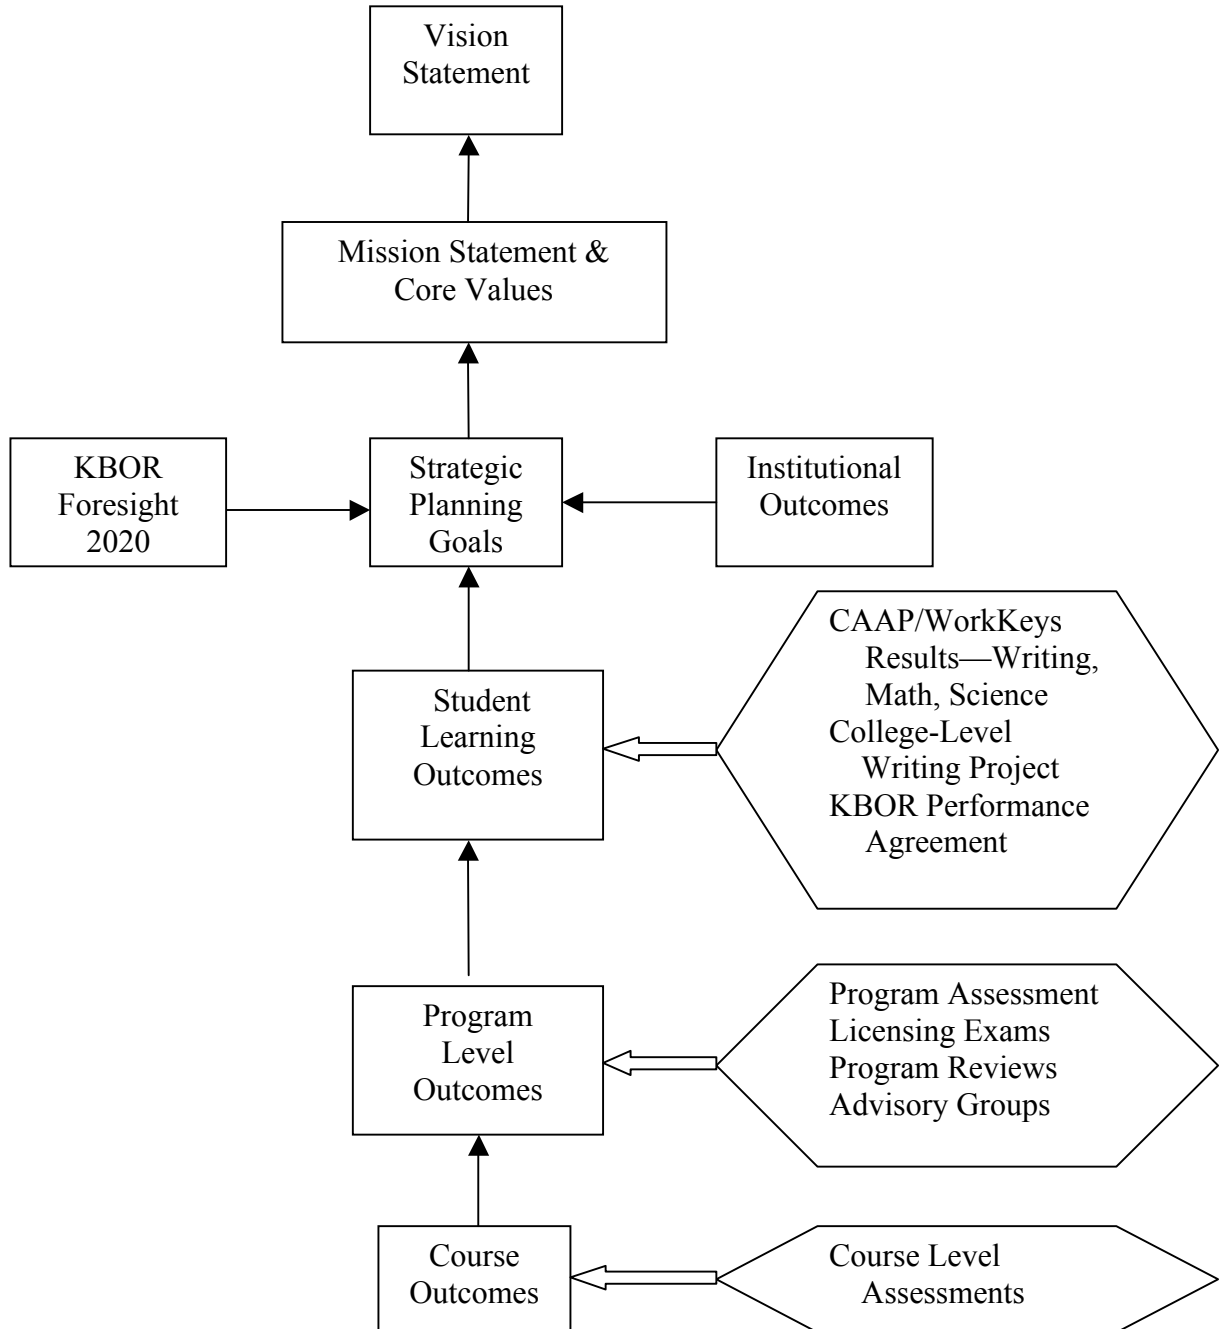 Vision
Statement
Mission Statement &
Core Values
KBOR
Foresight
2020
Strategic
Planning
Goals
Institutional
Outcomes
CAAP/WorkKeys
Results—Writing,
Math, Science
College-Level
Writing Project
KBOR Performance
Agreement
Student
Learning
Outcomes
Program
Level
Outcomes
Program Assessment
Licensing Exams
Program Reviews
Advisory Groups
Course
Outcomes
Course Level
Assessments